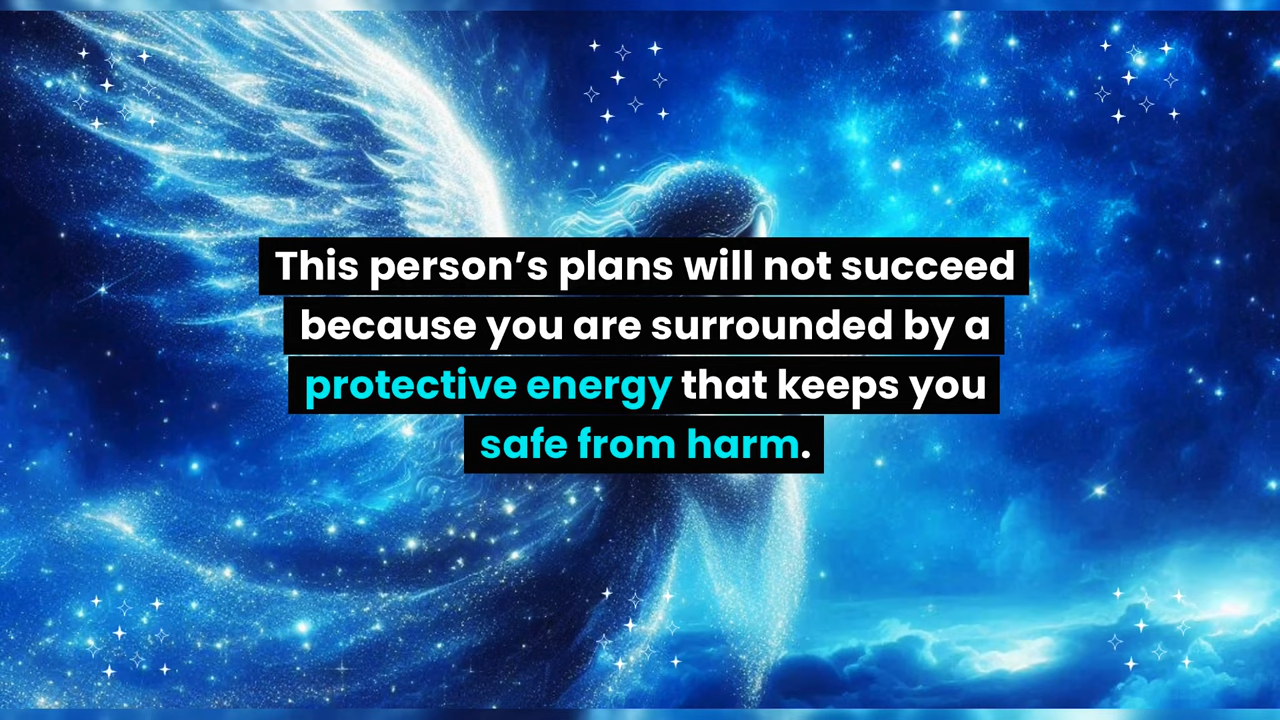 This person’s plans will not succeed
because you are surrounded by a
protective energy that keeps you
safe from harm.